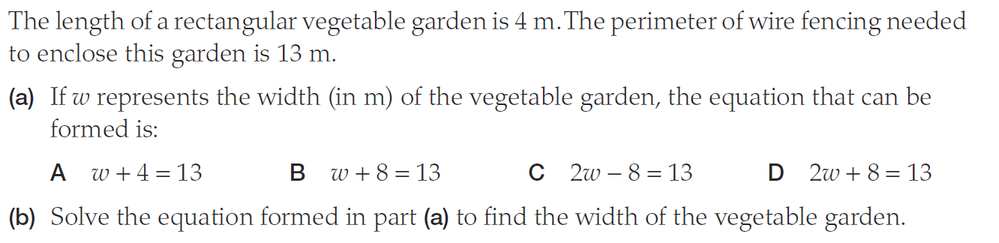 The length of a rectangular vegetable garden is 4 m. The perimeter of wire fencing needed
to enclose this garden is 13 m.
(a) If w represents the width (in m) of the vegetable garden, the equation that can be
formed is:
A w + 4 = 13 B w + 8 = 13 C 2w – 8 = 13 D 2w + 8 = 13
(b) Solve the equation formed in part (a) to find the width of the vegetable garden.